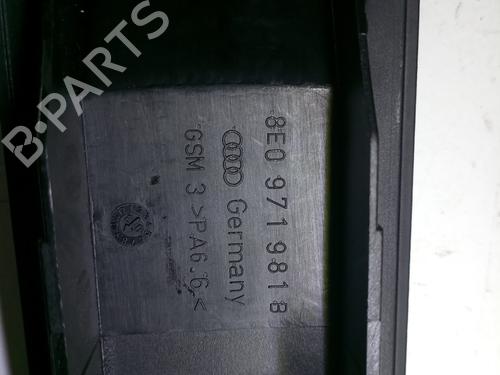 B-PARTS
8E0 971 981 B
Germany
GSM 3 >PA6.6<